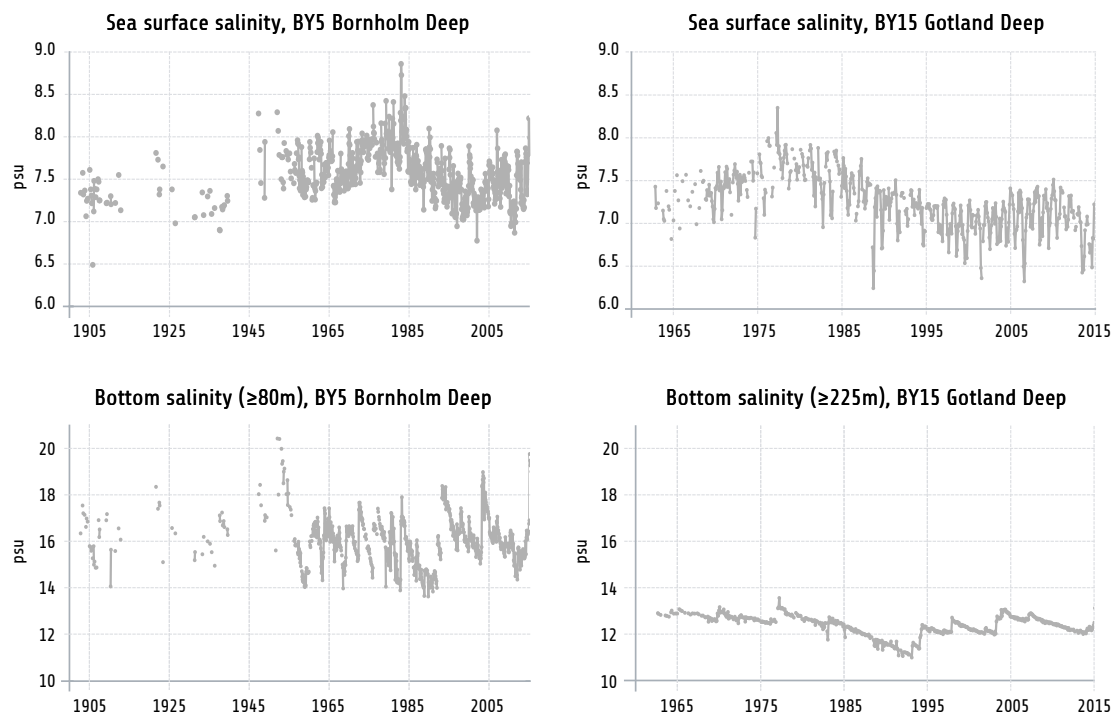 Sea surface salinity, BY5 Bornholm Deep
9.0
8.5
8.0
7.5
7.0
6.5
6.0
psu
1905 1925 1945 1965 1985 2005
Sea surface salinity, BY15 Gotland Deep
9.0
8.5
8.0
7.5
7.0
6.5
6.0
psu
1965 1975 1985 1995 2005 2015
Bottom salinity (≥80m), BY5 Bornholm Deep
20
18
16
14
12
10
psu
1905 1925 1945 1965 1985 2005
Bottom salinity (≥225m), BY15 Gotland Deep
20
18
16
14
12
10
psu
1965 1975 1985 1995 2005 2015